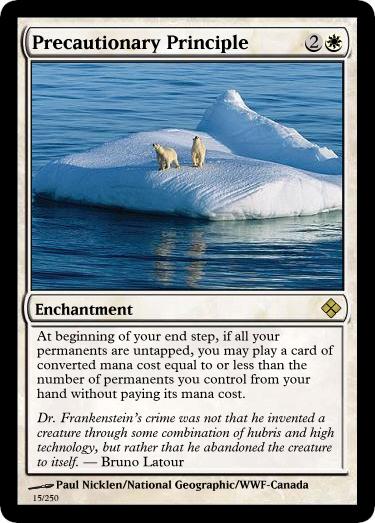 Precautionary Principle 2
Enchantment
At beginning of your end step, if all your
permanents are untapped, you may play a card of
converted mana cost equal to or less than the
number of permanents you control from your
hand without paying its mana cost.
Dr. Frankenstein's crime was not that he invented a
creature through some combination of hubris and high
technology, but rather that he abandoned the creature
to itself. — Bruno Latour
Paul Nicklen/National Geographic/WWF-Canada
15/250